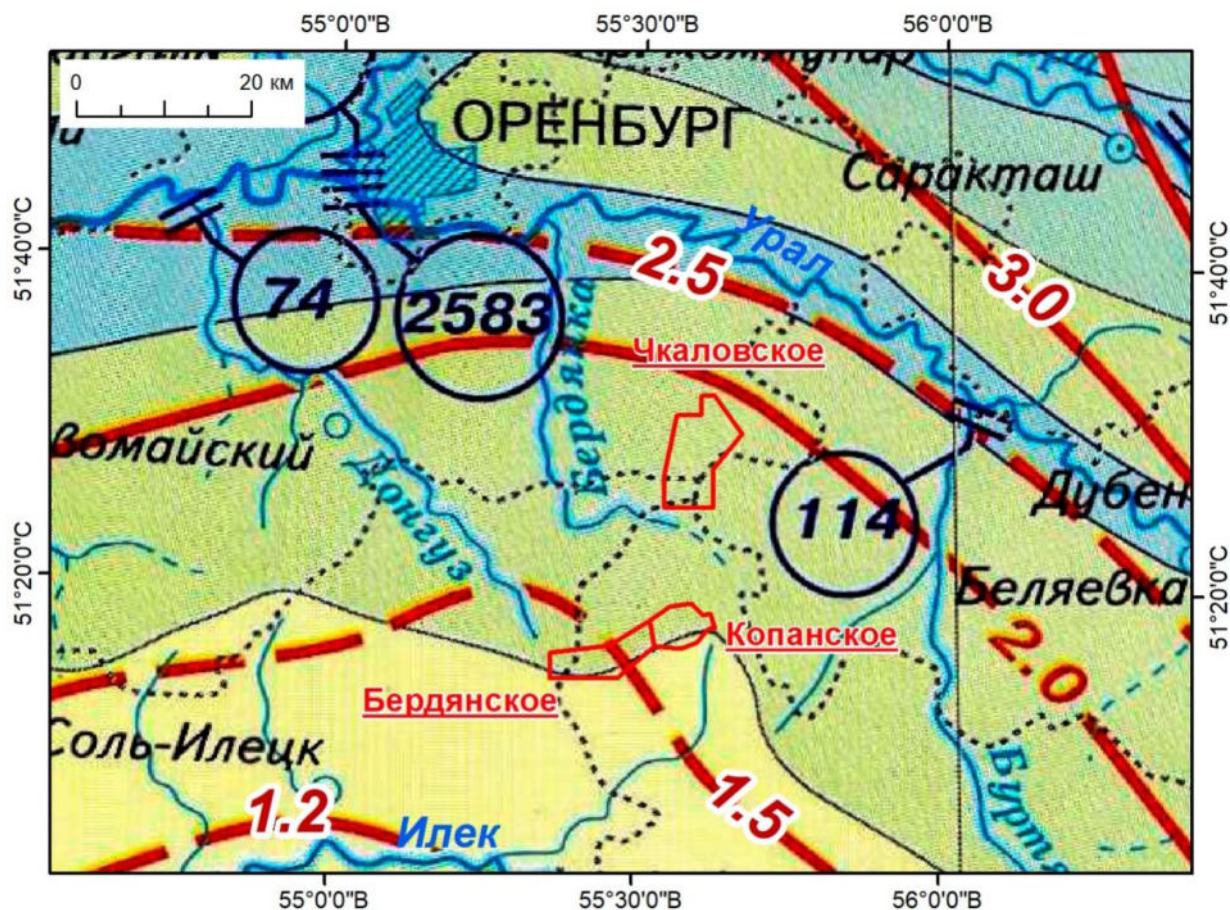 55°0'0"В
55°30'0"В
56°0'0"В
0
20 км
ОРЕНБУРГ
Саракташ
51°40'0"С
51°40'0"С
Урал
2.5
3.0
74
2583
Бердянка
Чкаловское
вомайский
Донгуз
114
Дубен
51°20'0"С
51°20'0"С
Беляевка
Копанское
2.0
Бердянское
Соль-Илецк
1.2
Илек
1.5
Буртя
55°0'0"В
55°30'0"В
56°0'0"В